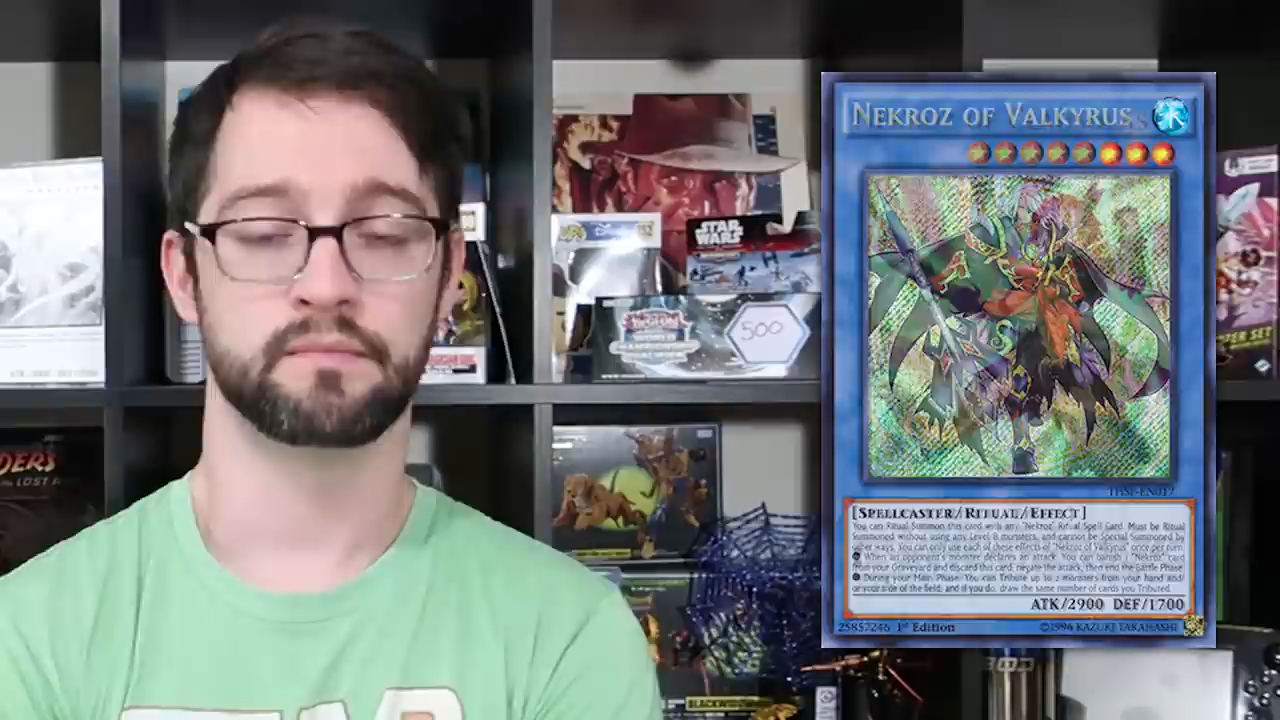 NEKROZ OF VALKYRUS
STAR
WARS
500
DERS
LOST
THSF-EN017
[SPELLCASTER/RITUAL/EFFECT]
You can Ritual Summon this card with any "Nekroz" Ritual Spell Card. Must be Ritual
Summoned without using any Level 8 monsters, and cannot be Special Summoned by
other ways. You can only use each of these effects of "Nekroz of Valkyrus" once per turn.
● When an opponent's monster declares an attack: You can banish 1 "Nekroz" card
from your Graveyard and discard this card; negate the attack, then end the Battle Phase.
● During your Main Phase: You can Tribute up to 2 monsters from your hand and/
or your side of the field, and if you do, draw the same number of cards you Tributed.
ATK/2900 DEF/1700
25857246 1st Edition ©1996 KAZUKI TAKAHASHI
BLACK